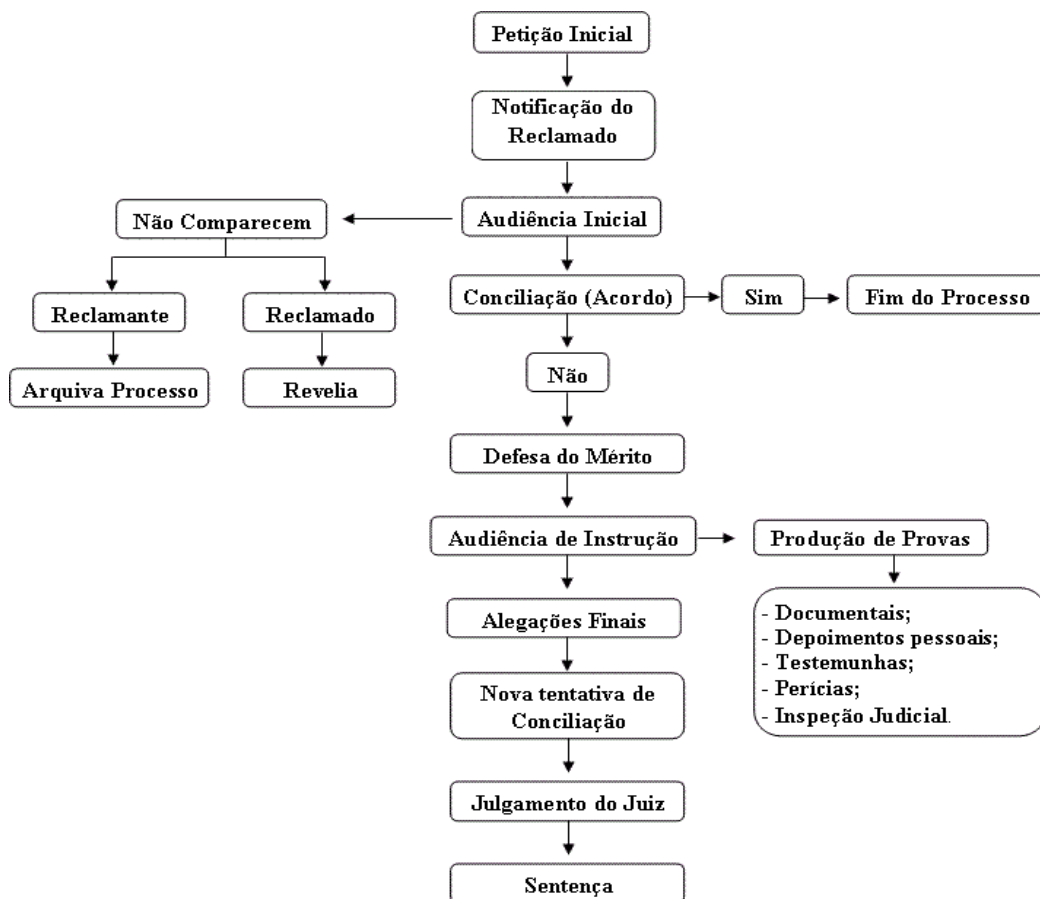 Petição Inicial
Notificação do
Reclamado
Audiência Inicial
Não Comparecem
Reclamante
Reclamado
Arquiva Processo
Revelia
Conciliação (Acordo)
Sim
Fim do Processo
Não
Defesa do Mérito
Audiência de Instrução
Produção de Provas
- Documentais;
- Depoimentos pessoais;
- Testemunhas;
- Perícias;
- Inspeção Judicial.
Alegações Finais
Nova tentativa de
Conciliação
Julgamento do Juiz
Sentença